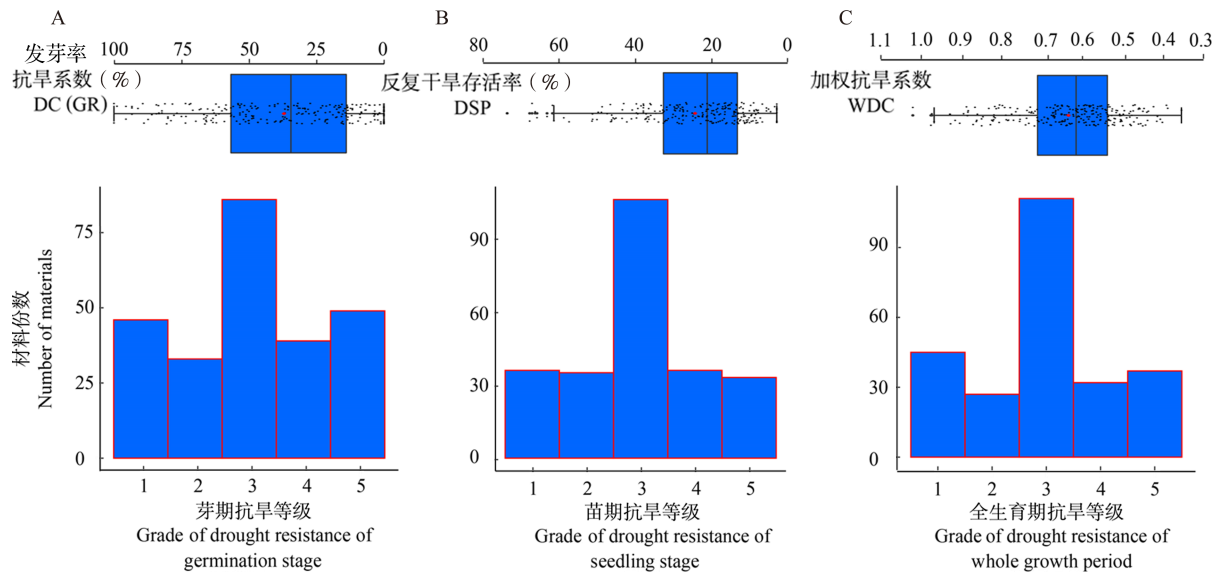 A
发芽率
100 75 50 25 0
抗旱系数（%）
DC (GR)
75
50
25
0
材料份数
Number of materials
1 2 3 4 5
芽期抗旱等级
Grade of drought resistance of
germination stage
B
80 60 40 20 0
反复干旱存活率（%）
DSP
90
60
30
0
1 2 3 4 5
苗期抗旱等级
Grade of drought resistance of
seedling stage
C
1.1 1.0 0.9 0.8 0.7 0.6 0.5 0.4 0.3
加权抗旱系数
WDC
90
60
30
0
1 2 3 4 5
全生育期抗旱等级
Grade of drought resistance of
whole growth period